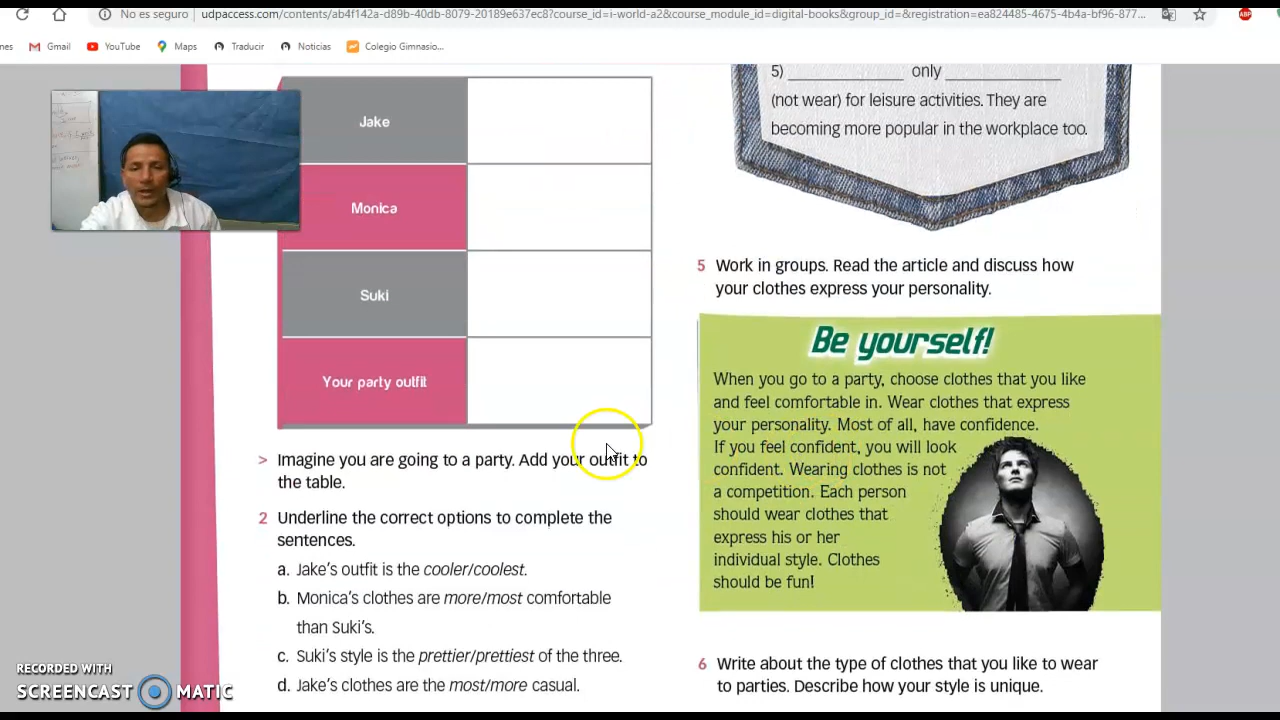 No es seguro
udpaccess.com/contents/ab4f142a-d89b-40db-8079-20189e637ec8?course_id=i-world-a2&course_module_id=digital-books&group_id=&registration=ea824485-4675-4b4a-bf96-877...
ABP
nes
Gmail
YouTube
Maps
Traducir
Noticias
Colegio Gimnasio...
Jake
Monica
Suki
Your party outfit
> Imagine you are going to a party. Add your outfit to
the table.
2 Underline the correct options to complete the
sentences.
a. Jake's outfit is the cooler/coolest.
b. Monica's clothes are more/most comfortable
than Suki's.
c. Suki's style is the prettier/prettiest of the three.
d. Jake's clothes are the most/more casual.
5) ____________ only ____________
(not wear) for leisure activities. They are
becoming more popular in the workplace too.
5 Work in groups. Read the article and discuss how
your clothes express your personality.
Be yourself!
When you go to a party, choose clothes that you like
and feel comfortable in. Wear clothes that express
your personality. Most of all, have confidence.
If you feel confident, you will look
confident. Wearing clothes is not
a competition. Each person
should wear clothes that
express his or her
individual style. Clothes
should be fun!
6 Write about the type of clothes that you like to wear
to parties. Describe how your style is unique.
RECORDED WITH
SCREENCAST MATIC